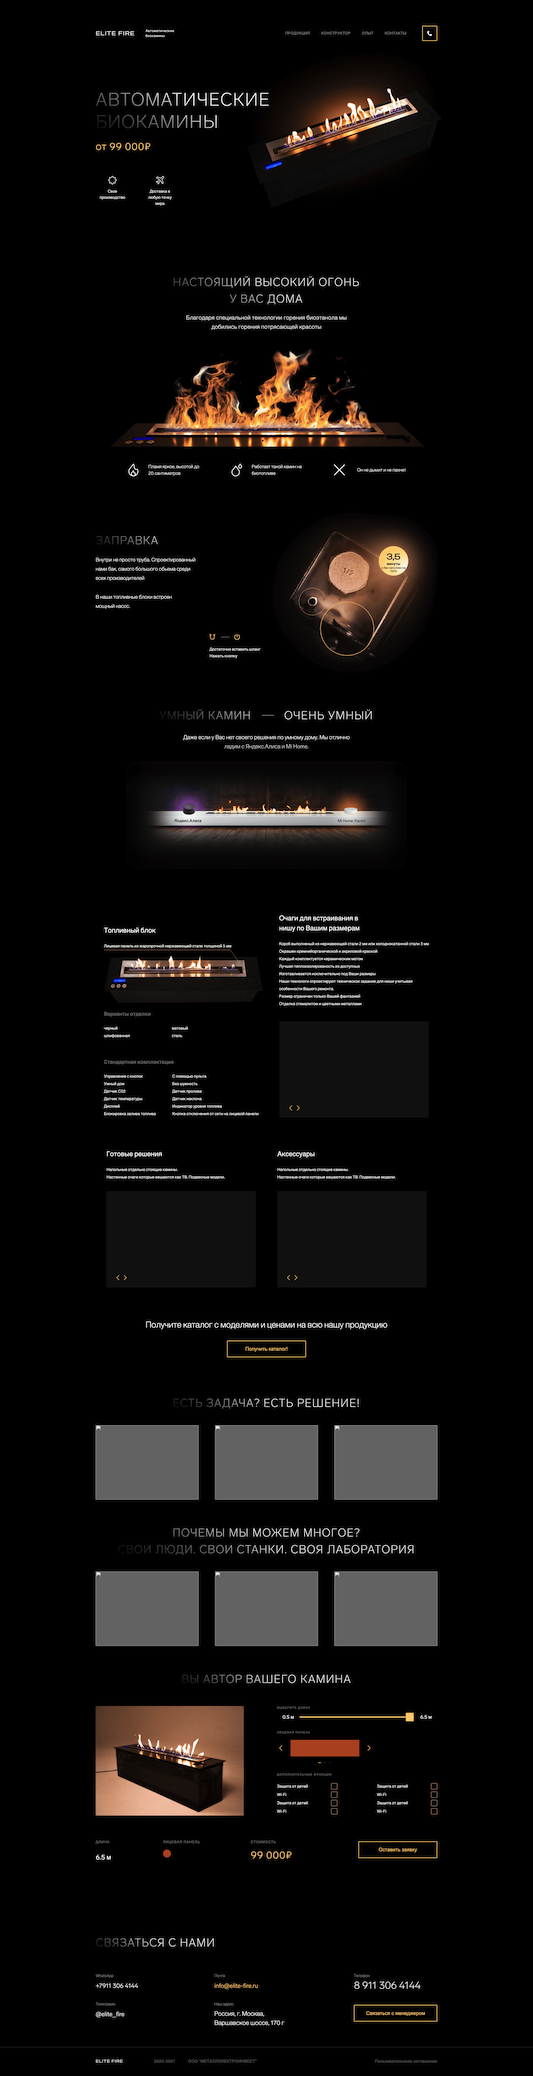 ELITE FIRE
Автоматические
биокамины
ПРОДУКЦИЯ
КОНСТРУКТОР
ОПЫТ
КОНТАКТЫ
АВТОМАТИЧЕСКИЕ
БИОКАМИНЫ
от 99 000₽
Свое
производство
Доставка в
любую точку
мира
НАСТОЯЩИЙ ВЫСОКИЙ ОГОНЬ
У ВАС ДОМА
Благодаря специальной технологии горения биоэтанола мы
добились горения потрясающей красоты
Пламя яркое, высотой до
20 сантиметров
Работает такой камин на
биотопливе
Он не дымит и не пахнет
ЗАПРАВКА
Внутри не просто труба. Спроектированный
нами бак, самого большого объема среди
всех производителей
В наши топливные блоки встроен
мощный насос.
3,5
минуты
Достаточно вставить шланг
Нажать кнопку
УМНЫЙ КАМИН — ОЧЕНЬ УМНЫЙ
Даже если у Вас нет своего решения по умному дому. Мы отлично
ладим с Яндекс.Алиса и Mi Home.
Яндекс Алиса
Mi Home Xiaomi
Топливный блок
Лицевая панель из жаропрочной нержавеющей стали толщиной 3 мм
Варианты отделки
черный
матовый
шлифованная
сталь
Стандартная комплектация
Управление с кнопок
С помощью пульта
Умный дом
Без шумность
Датчик CO2
Датчик пролива
Датчик температуры
Датчик наклона
Дисплей
Индикатор уровня топлива
Блокировка залива топлива
Кнопка отключения от сети на лицевой панели
Очаги для встраивания в
нишу по Вашим размерам
Короб выполненный из нержавеющей стали 2 мм или холоднокатанной стали 3 мм
Окрашен кремнийорганической и акриловой краской
Каждый комплектуется керамическим матом
Лучшая теплоизолированность из доступных
Изготавливается исключительно под Ваши размеры
Наши технологи спроектируют техническое задание для ниши учитывая
особенности Вашего ремонта.
Размер ограничен только Вашей фантазией
Отделка стемалитом и цветными металлами
Готовые решения
Напольные отдельно стоящие камины.
Настенные очаги которые вешаются как ТВ. Подвесные модели.
Аксессуары
Напольные отдельно стоящие камины.
Настенные очаги которые вешаются как ТВ. Подвесные модели.
Получите каталог с моделями и ценами на всю нашу продукцию
Получить каталог!
ЕСТЬ ЗАДАЧА? ЕСТЬ РЕШЕНИЕ!
ПОЧЕМЫ МЫ МОЖЕМ МНОГОЕ?
СВОИ ЛЮДИ. СВОИ СТАНКИ. СВОЯ ЛАБОРАТОРИЯ
ВЫ АВТОР ВАШЕГО КАМИНА
ВЫБЕРИТЕ ДЛИНУ
0.5 м
6.5 м
ЛИЦЕВАЯ ПАНЕЛЬ
ДОПОЛНИТЕЛЬНЫЕ ФУНКЦИИ
Защита от детей
Защита от детей
Wi-Fi
Wi-Fi
Защита от детей
Защита от детей
Wi-Fi
Wi-Fi
ДЛИНА
6.5 м
ЛИЦЕВАЯ ПАНЕЛЬ
СТОИМОСТЬ
99 000₽
Оставить заявку
СВЯЗАТЬСЯ С НАМИ
WhatsApp
+7911 306 4144
Почта
info@elite-fire.ru
Телефон
8 911 306 4144
Телеграмм
@elite_fire
Наш адрес
Россия, г. Москва,
Варшавское шоссе, 170 г
Связаться с менеджером
ELITE FIRE
2020-2021
ООО "МЕТАЛЛЭЛЕКТРОИНВЕСТ"
Пользовательское соглашение